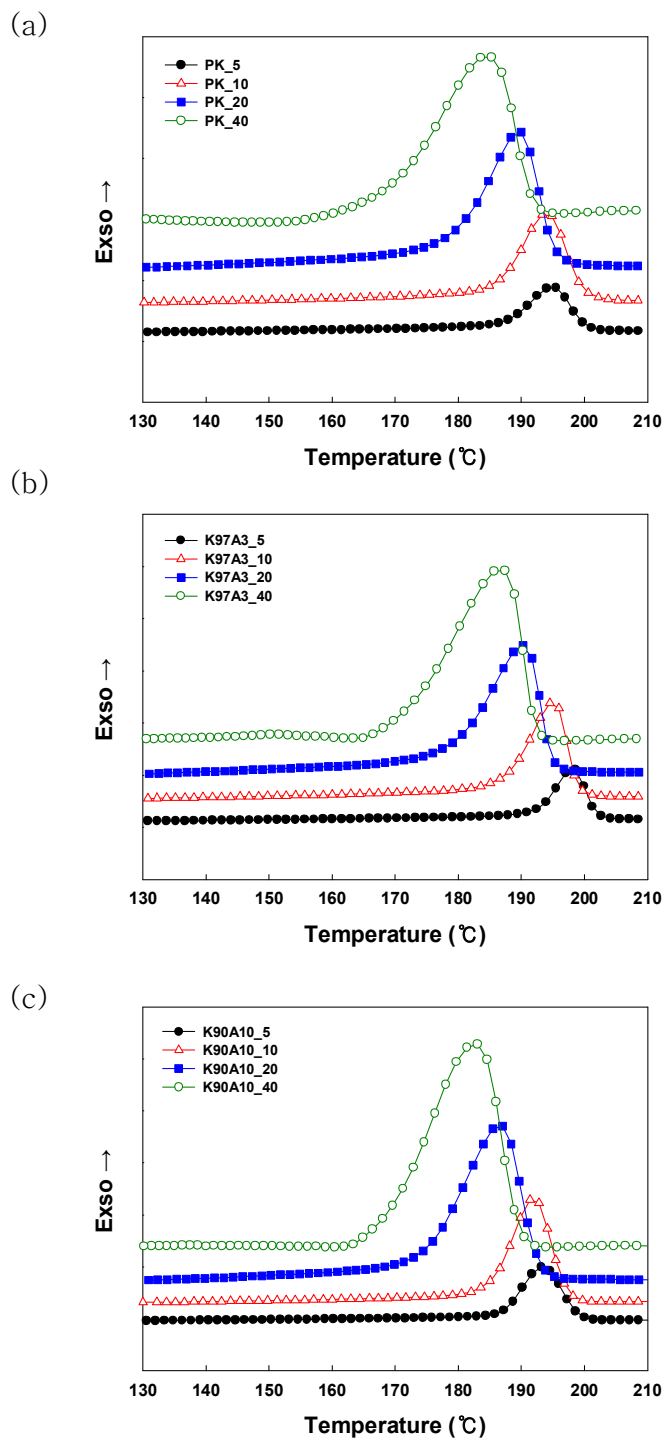 (a)
PK_5
PK_10
PK_20
PK_40
Exso →
130 140 150 160 170 180 190 200 210
Temperature (℃)
(b)
K97A3_5
K97A3_10
K97A3_20
K97A3_40
Exso →
130 140 150 160 170 180 190 200 210
Temperature (℃)
(c)
K90A10_5
K90A10_10
K90A10_20
K90A10_40
Exso →
130 140 150 160 170 180 190 200 210
Temperature (℃)